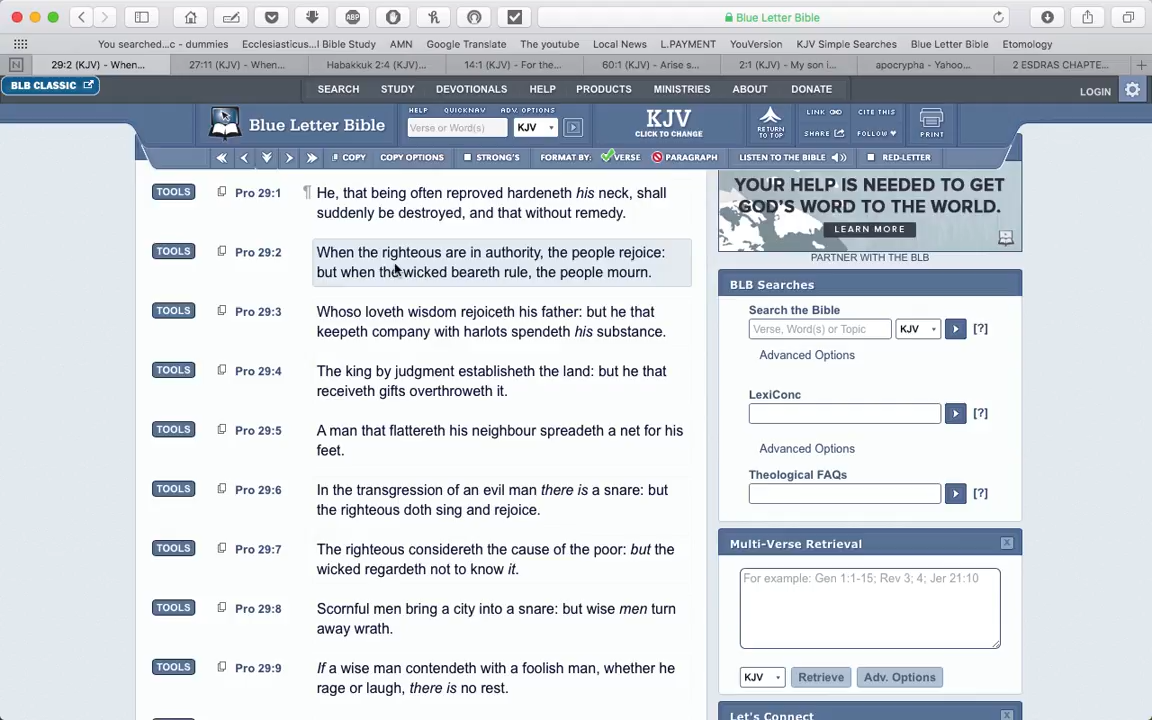 Blue Letter Bible
You searched...c - dummies Ecclesiasticus...l Bible Study AMN Google Translate The youtube Local News L.PAYMENT YouVersion KJV Simple Searches Blue Letter Bible Etomology
29:2 (KJV) - When... 27:11 (KJV) - When... Habakkuk 2:4 (KJV)... 14:1 (KJV) - For the... 60:1 (KJV) - Arise s... 2:1 (KJV) - My son i... apocrypha - Yahoo... 2 ESDRAS CHAPTE...
BLB CLASSIC
SEARCH STUDY DEVOTIONALS HELP PRODUCTS MINISTRIES ABOUT DONATE LOGIN
Blue Letter Bible
HELP QUICKNAV ADV. OPTIONS
Verse or Word(s) KJV
KJV
CLICK TO CHANGE
RETURN
TO TOP
LINK CITE THIS
SHARE FOLLOW
PRINT
COPY COPY OPTIONS STRONG'S FORMAT BY: VERSE PARAGRAPH LISTEN TO THE BIBLE RED-LETTER
TOOLS Pro 29:1 ¶ He, that being often reproved hardeneth his neck, shall
suddenly be destroyed, and that without remedy.
TOOLS Pro 29:2 When the righteous are in authority, the people rejoice:
but when the wicked beareth rule, the people mourn.
TOOLS Pro 29:3 Whoso loveth wisdom rejoiceth his father: but he that
keepeth company with harlots spendeth his substance.
TOOLS Pro 29:4 The king by judgment establisheth the land: but he that
receiveth gifts overthroweth it.
TOOLS Pro 29:5 A man that flattereth his neighbour spreadeth a net for his
feet.
TOOLS Pro 29:6 In the transgression of an evil man there is a snare: but
the righteous doth sing and rejoice.
TOOLS Pro 29:7 The righteous considereth the cause of the poor: but the
wicked regardeth not to know it.
TOOLS Pro 29:8 Scornful men bring a city into a snare: but wise men turn
away wrath.
TOOLS Pro 29:9 If a wise man contendeth with a foolish man, whether he
rage or laugh, there is no rest.
YOUR HELP IS NEEDED TO GET
GOD'S WORD TO THE WORLD.
LEARN MORE
PARTNER WITH THE BLB
BLB Searches
Search the Bible
Verse, Word(s) or Topic KJV [?]
Advanced Options
LexiConc
[?]
Advanced Options
Theological FAQs
[?]
Multi-Verse Retrieval
For example: Gen 1:1-15; Rev 3; 4; Jer 21:10
KJV Retrieve Adv. Options
Let's Connect